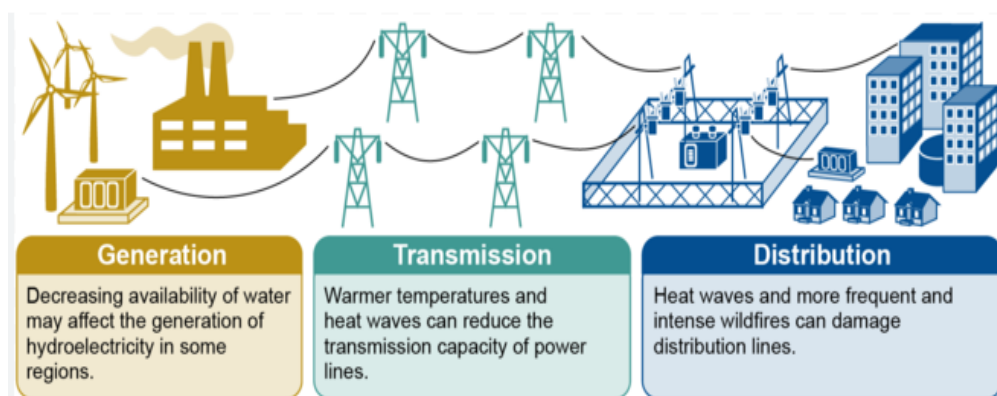 Generation
Decreasing availability of water
may affect the generation of
hydroelectricity in some
regions.
Transmission
Warmer temperatures and
heat waves can reduce the
transmission capacity of power
lines.
Distribution
Heat waves and more frequent and
intense wildfires can damage
distribution lines.